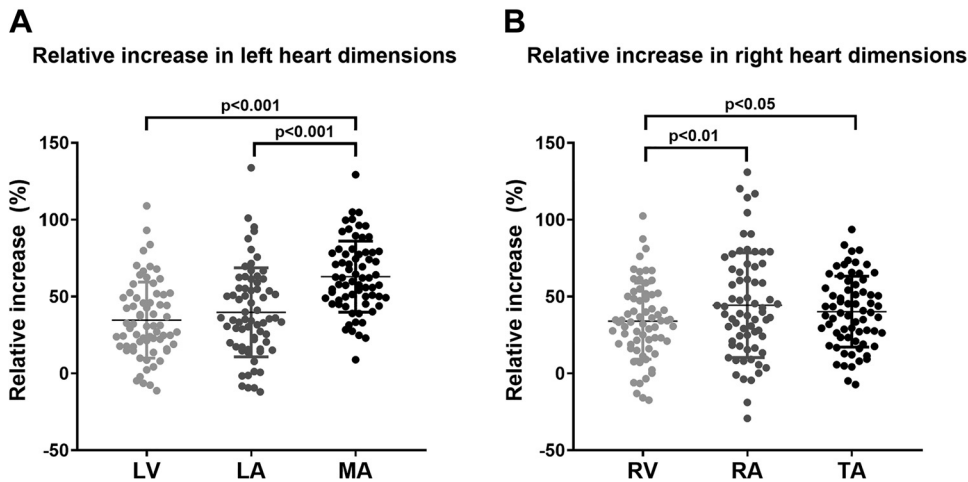 A
Relative increase in left heart dimensions
p<0.001
p<0.001
Relative increase (%)
150
100
50
0
-50
LV LA MA
B
Relative increase in right heart dimensions
p<0.05
p<0.01
Relative increase (%)
150
100
50
0
-50
RV RA TA